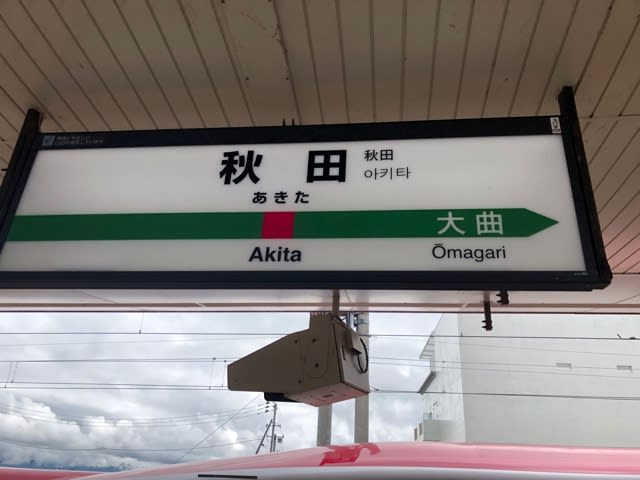 秋田
秋田
아키타
あきた
大曲
Akita
Ōmagari